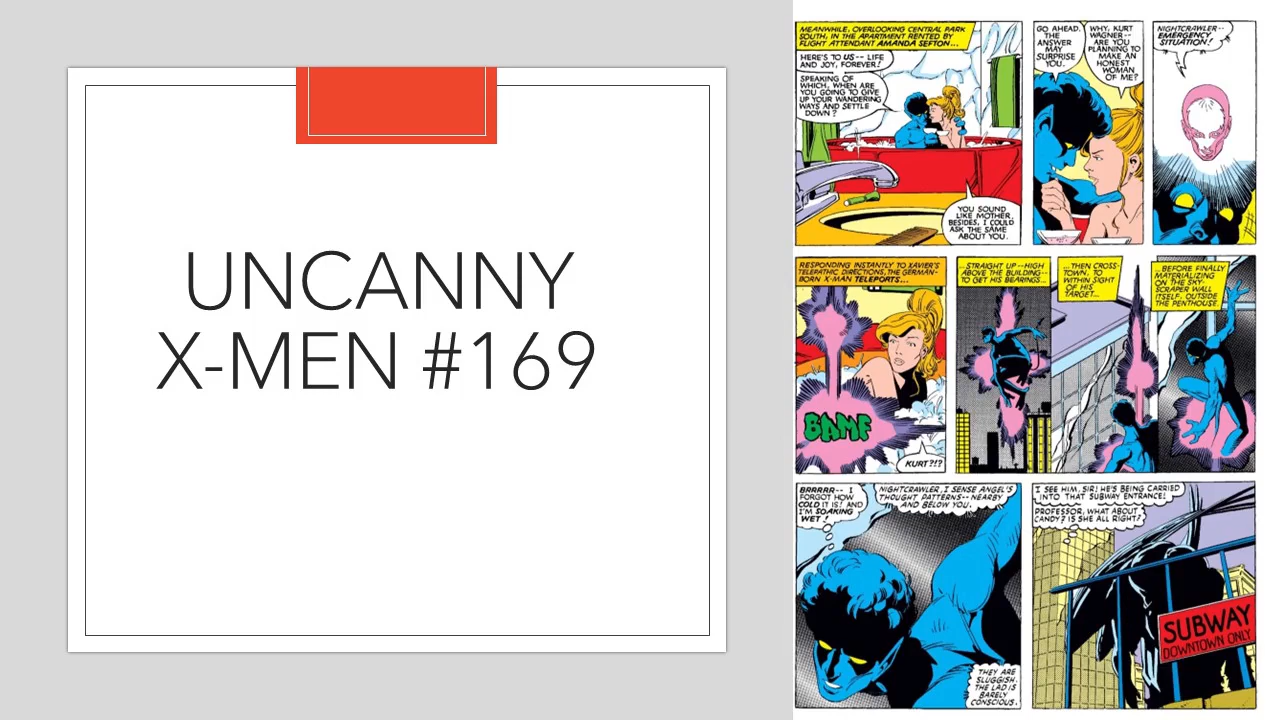 UNCANNY
X-MEN #169
MEANWHILE, OVERLOOKING CENTRAL PARK
SOUTH, IN THE APARTMENT RENTED BY
FLIGHT ATTENDANT AMANDA SEFTON...
HERE'S TO US -- LIFE
AND JOY, FOREVER!
SPEAKING OF
WHICH, WHEN ARE
YOU GOING TO GIVE
UP YOUR WANDERING
WAYS AND SETTLE
DOWN?
YOU SOUND
LIKE MOTHER.
BESIDES, I COULD
ASK THE SAME
ABOUT YOU.
GO AHEAD.
THE
ANSWER
MAY
SURPRISE
YOU.
WHY, KURT
WAGNER--
ARE YOU
PLANNING TO
MAKE AN
HONEST
WOMAN
OF ME?
NIGHTCRAWLER--
EMERGENCY
SITUATION!
RESPONDING INSTANTLY TO XAVIER'S
TELEPATHIC DIRECTIONS, THE GERMAN-
BORN X-MAN TELEPORTS...
BAMF
KURT?!?
...STRAIGHT UP--HIGH
ABOVE THE BUILDING--
TO GET HIS BEARINGS...
...THEN CROSS-
TOWN, TO
WITHIN SIGHT
OF HIS
TARGET...
...BEFORE FINALLY
MATERIALIZING
ON THE SKY-
SCRAPER WALL
ITSELF, OUTSIDE
THE PENTHOUSE.
BRRRRR-- I
FORGOT HOW
COLD IT IS! AND
I'M SOAKING
WET!
NIGHTCRAWLER, I SENSE ANGEL'S
THOUGHT PATTERNS-- NEARBY
AND BELOW YOU.
THEY ARE
SLUGGISH.
THE LAD IS
BARELY
CONSCIOUS.
I SEE HIM, SIR! HE'S BEING CARRIED
INTO THAT SUBWAY ENTRANCE!
PROFESSOR, WHAT ABOUT
CANDY? IS SHE ALL RIGHT?
SUBWAY
DOWNTOWN ONLY